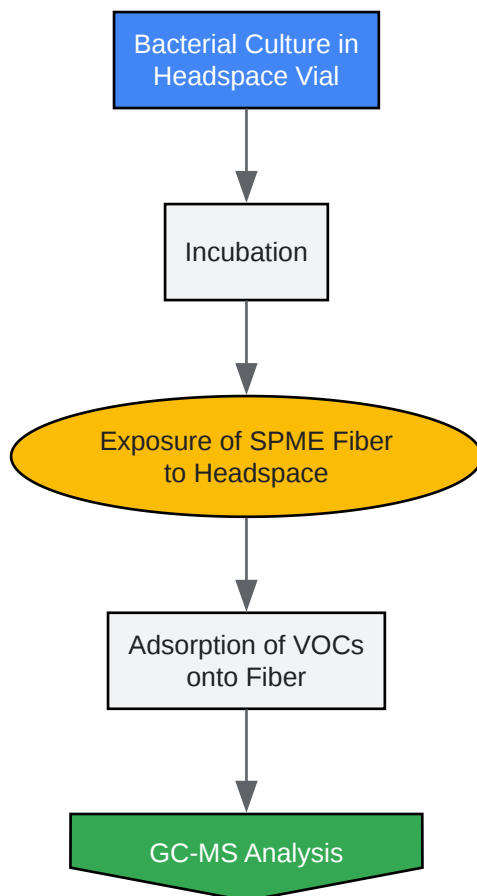 Bacterial Culture in
Headspace Vial
Incubation
Exposure of SPME Fiber
to Headspace
Adsorption of VOCs
onto Fiber
GC-MS Analysis